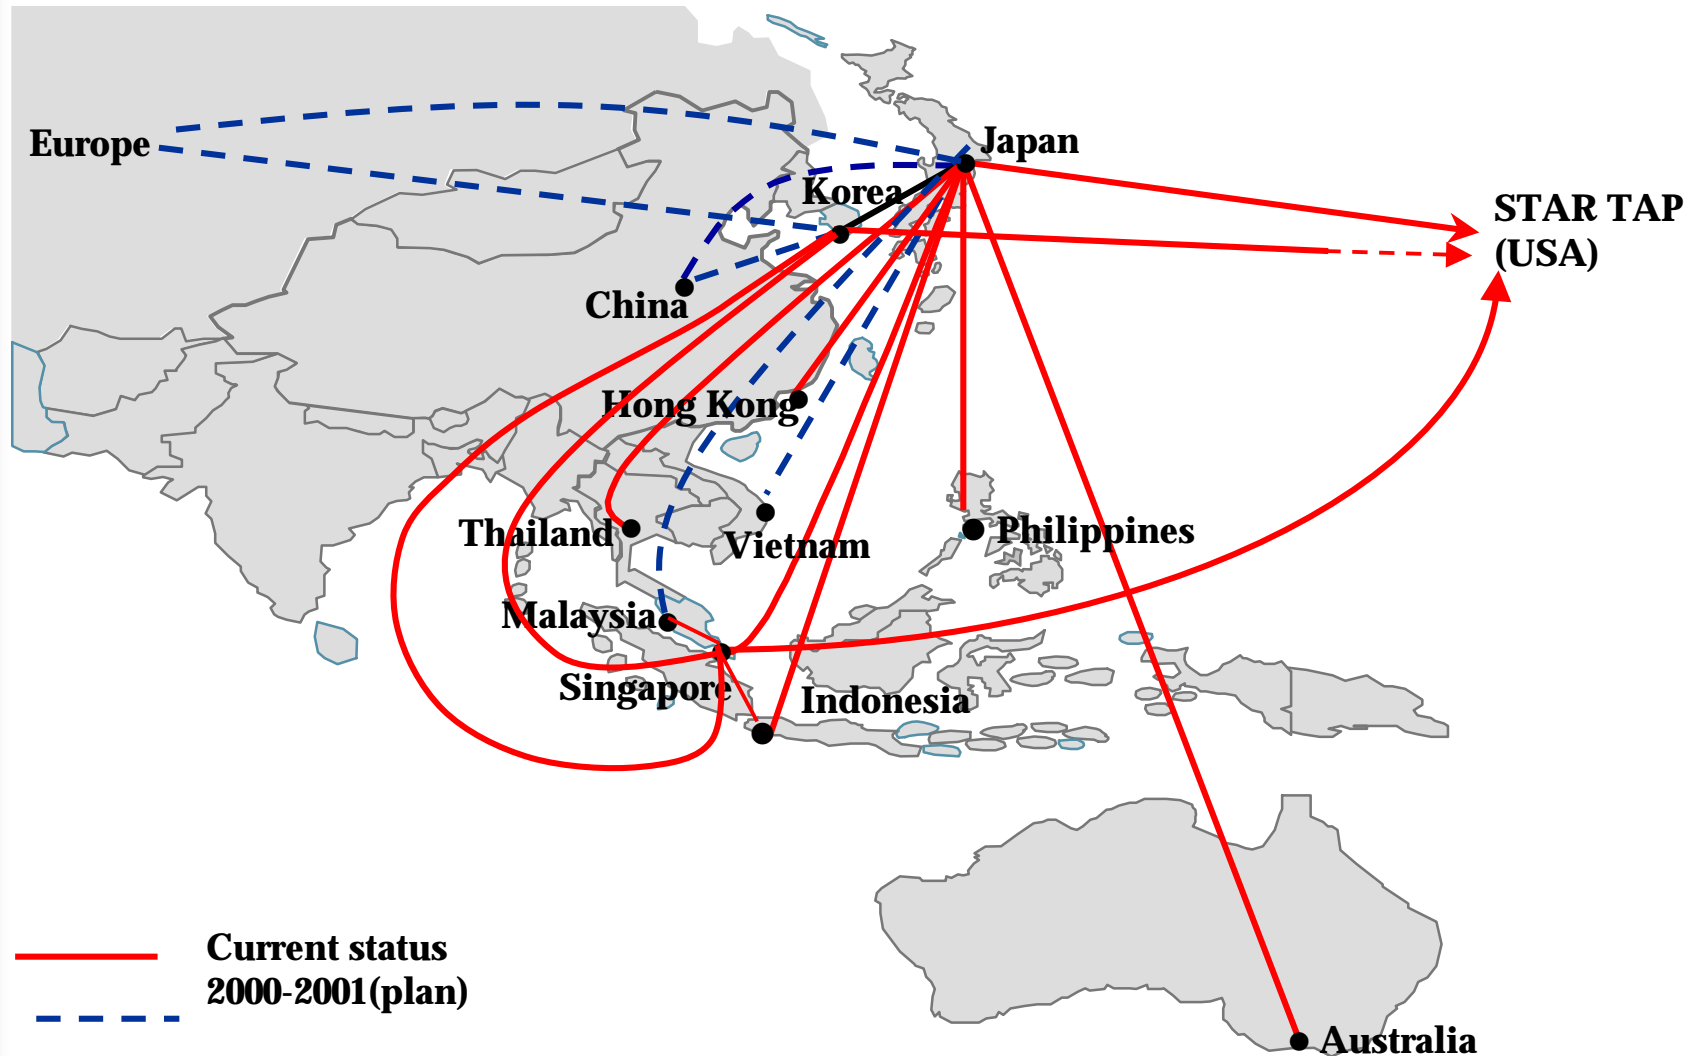 Europe
Japan
Korea
STAR TAP
(USA)
China
Hong Kong
Thailand
Vietnam
Philippines
Malaysia
Singapore
Indonesia
Current status
2000-2001(plan)
Australia